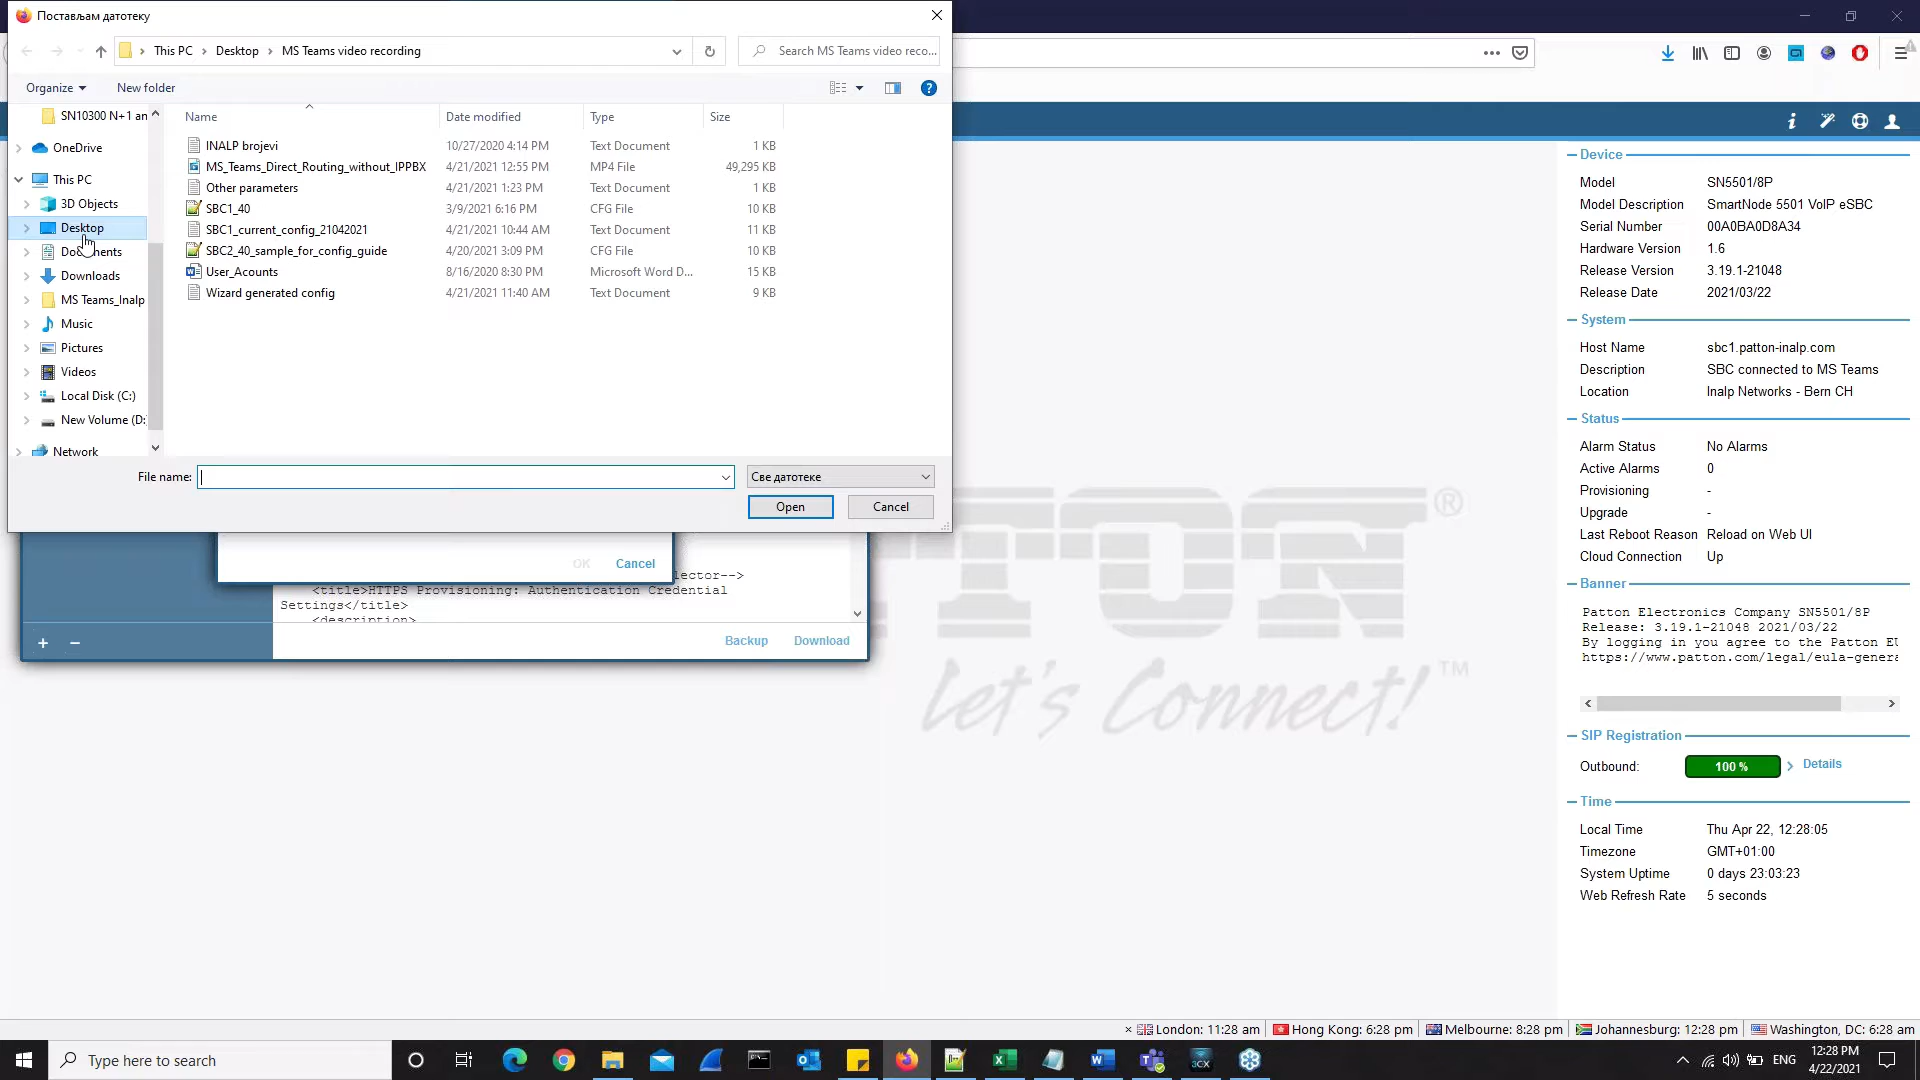 Постављам датотеку
This PC > Desktop > MS Teams video recording
Search MS Teams video reco...
Organize
New folder
SN10300 N+1 an
OneDrive
This PC
3D Objects
Desktop
Documents
Downloads
MS Teams_Inalp
Music
Pictures
Videos
Local Disk (C:)
New Volume (D:
Network
Name Date modified Type Size
INALP brojevi 10/27/2020 4:14 PM Text Document 1 KB
MS_Teams_Direct_Routing_without_IPPBX 4/21/2021 12:55 PM MP4 File 49,295 KB
Other parameters 4/21/2021 1:23 PM Text Document 1 KB
SBC1_40 3/9/2021 6:16 PM CFG File 10 KB
SBC1_current_config_21042021 4/21/2021 10:44 AM Text Document 11 KB
SBC2_40_sample_for_config_guide 4/20/2021 3:09 PM CFG File 10 KB
User_Acounts 8/16/2020 8:30 PM Microsoft Word D... 15 KB
Wizard generated config 4/21/2021 11:40 AM Text Document 9 KB
File name:
Све датотеке
Open Cancel
OK Cancel
lector-->
<title>HTTPS Provisioning: Authentication Credential
Settings</title>
<description>
+ −
Backup Download
TON ®
Let's Connect! ™
Device
Model SN5501/8P
Model Description SmartNode 5501 VoIP eSBC
Serial Number 00A0BA0D8A34
Hardware Version 1.6
Release Version 3.19.1-21048
Release Date 2021/03/22
System
Host Name sbc1.patton-inalp.com
Description SBC connected to MS Teams
Location Inalp Networks - Bern CH
Status
Alarm Status No Alarms
Active Alarms 0
Provisioning -
Upgrade -
Last Reboot Reason Reload on Web UI
Cloud Connection Up
Banner
Patton Electronics Company SN5501/8P
Release: 3.19.1-21048 2021/03/22
By logging in you agree to the Patton EU
https://www.patton.com/legal/eula-genera
SIP Registration
Outbound: 100 % > Details
Time
Local Time Thu Apr 22, 12:28:05
Timezone GMT+01:00
System Uptime 0 days 23:03:23
Web Refresh Rate 5 seconds
× London: 11:28 am Hong Kong: 6:28 pm Melbourne: 8:28 pm Johannesburg: 12:28 pm Washington, DC: 6:28 am
Type here to search
3CX
ENG
12:28 PM
4/22/2021